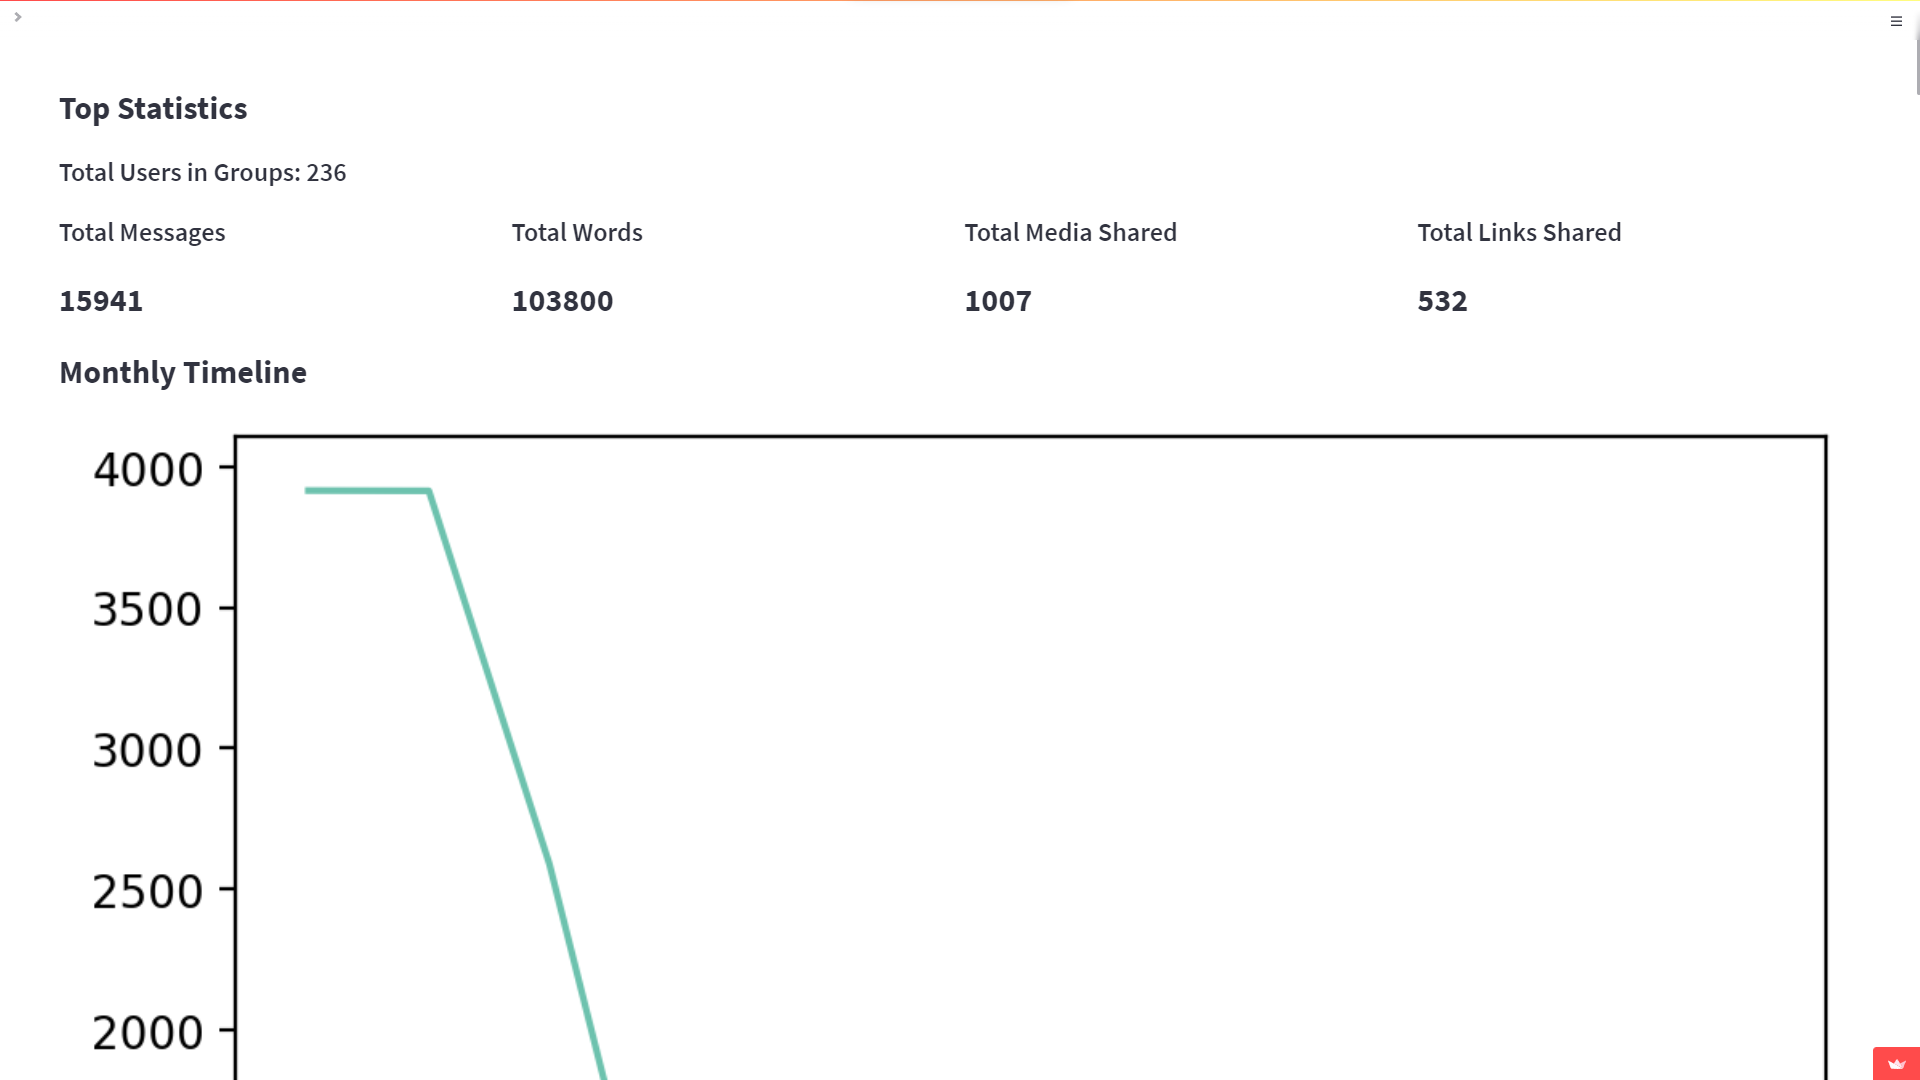 Top Statistics
Total Users in Groups: 236
Total Messages Total Words Total Media Shared Total Links Shared
15941 103800 1007 532
Monthly Timeline
4000
3500
3000
2500
2000